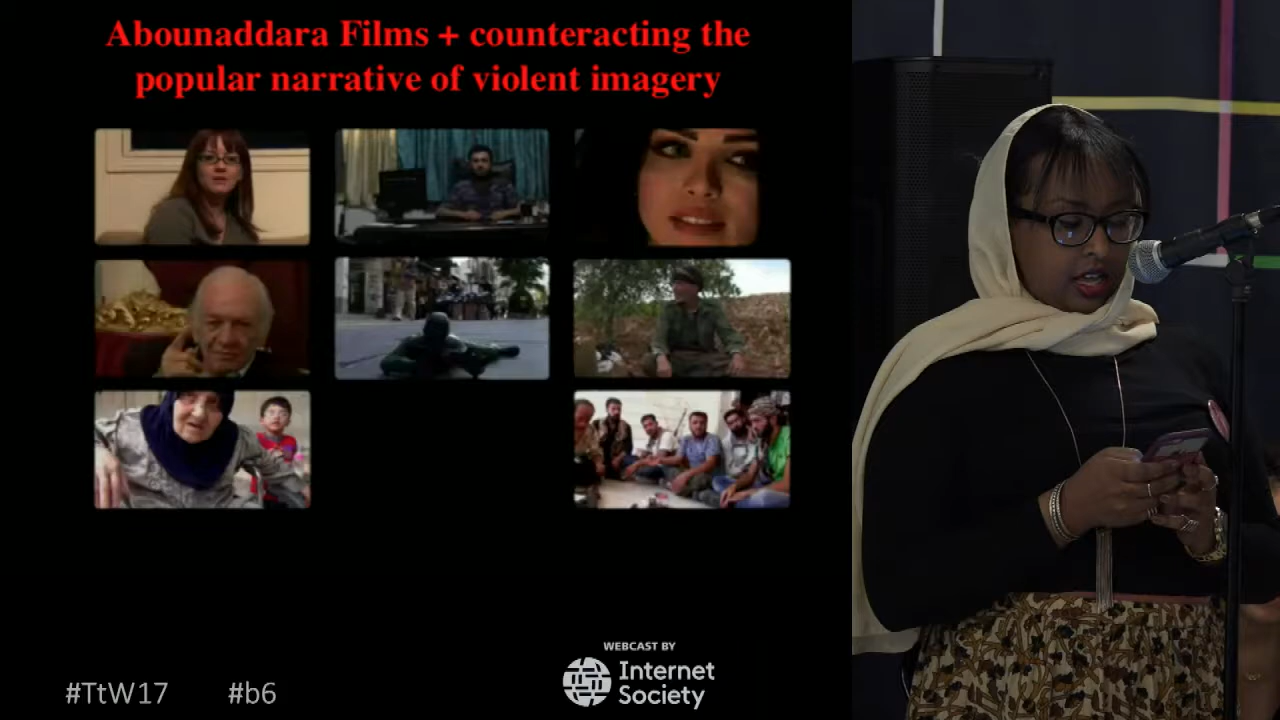 Abounaddara Films + counteracting the
popular narrative of violent imagery
WEBCAST BY
Internet
Society
#TtW17 #b6